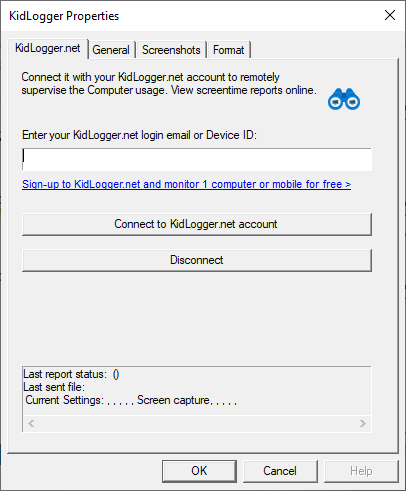 KidLogger Properties
KidLogger.net General Screenshots Format
Connect it with your KidLogger.net account to remotely
supervise the Computer usage. View screentime reports online.
Enter your KidLogger.net login email or Device ID:
Sign-up to KidLogger.net and monitor 1 computer or mobile for free >
Connect to KidLogger.net account
Disconnect
Last report status: ()
Last sent file:
Current Settings: , , , , , Screen capture, , , , ,
OK Cancel Help